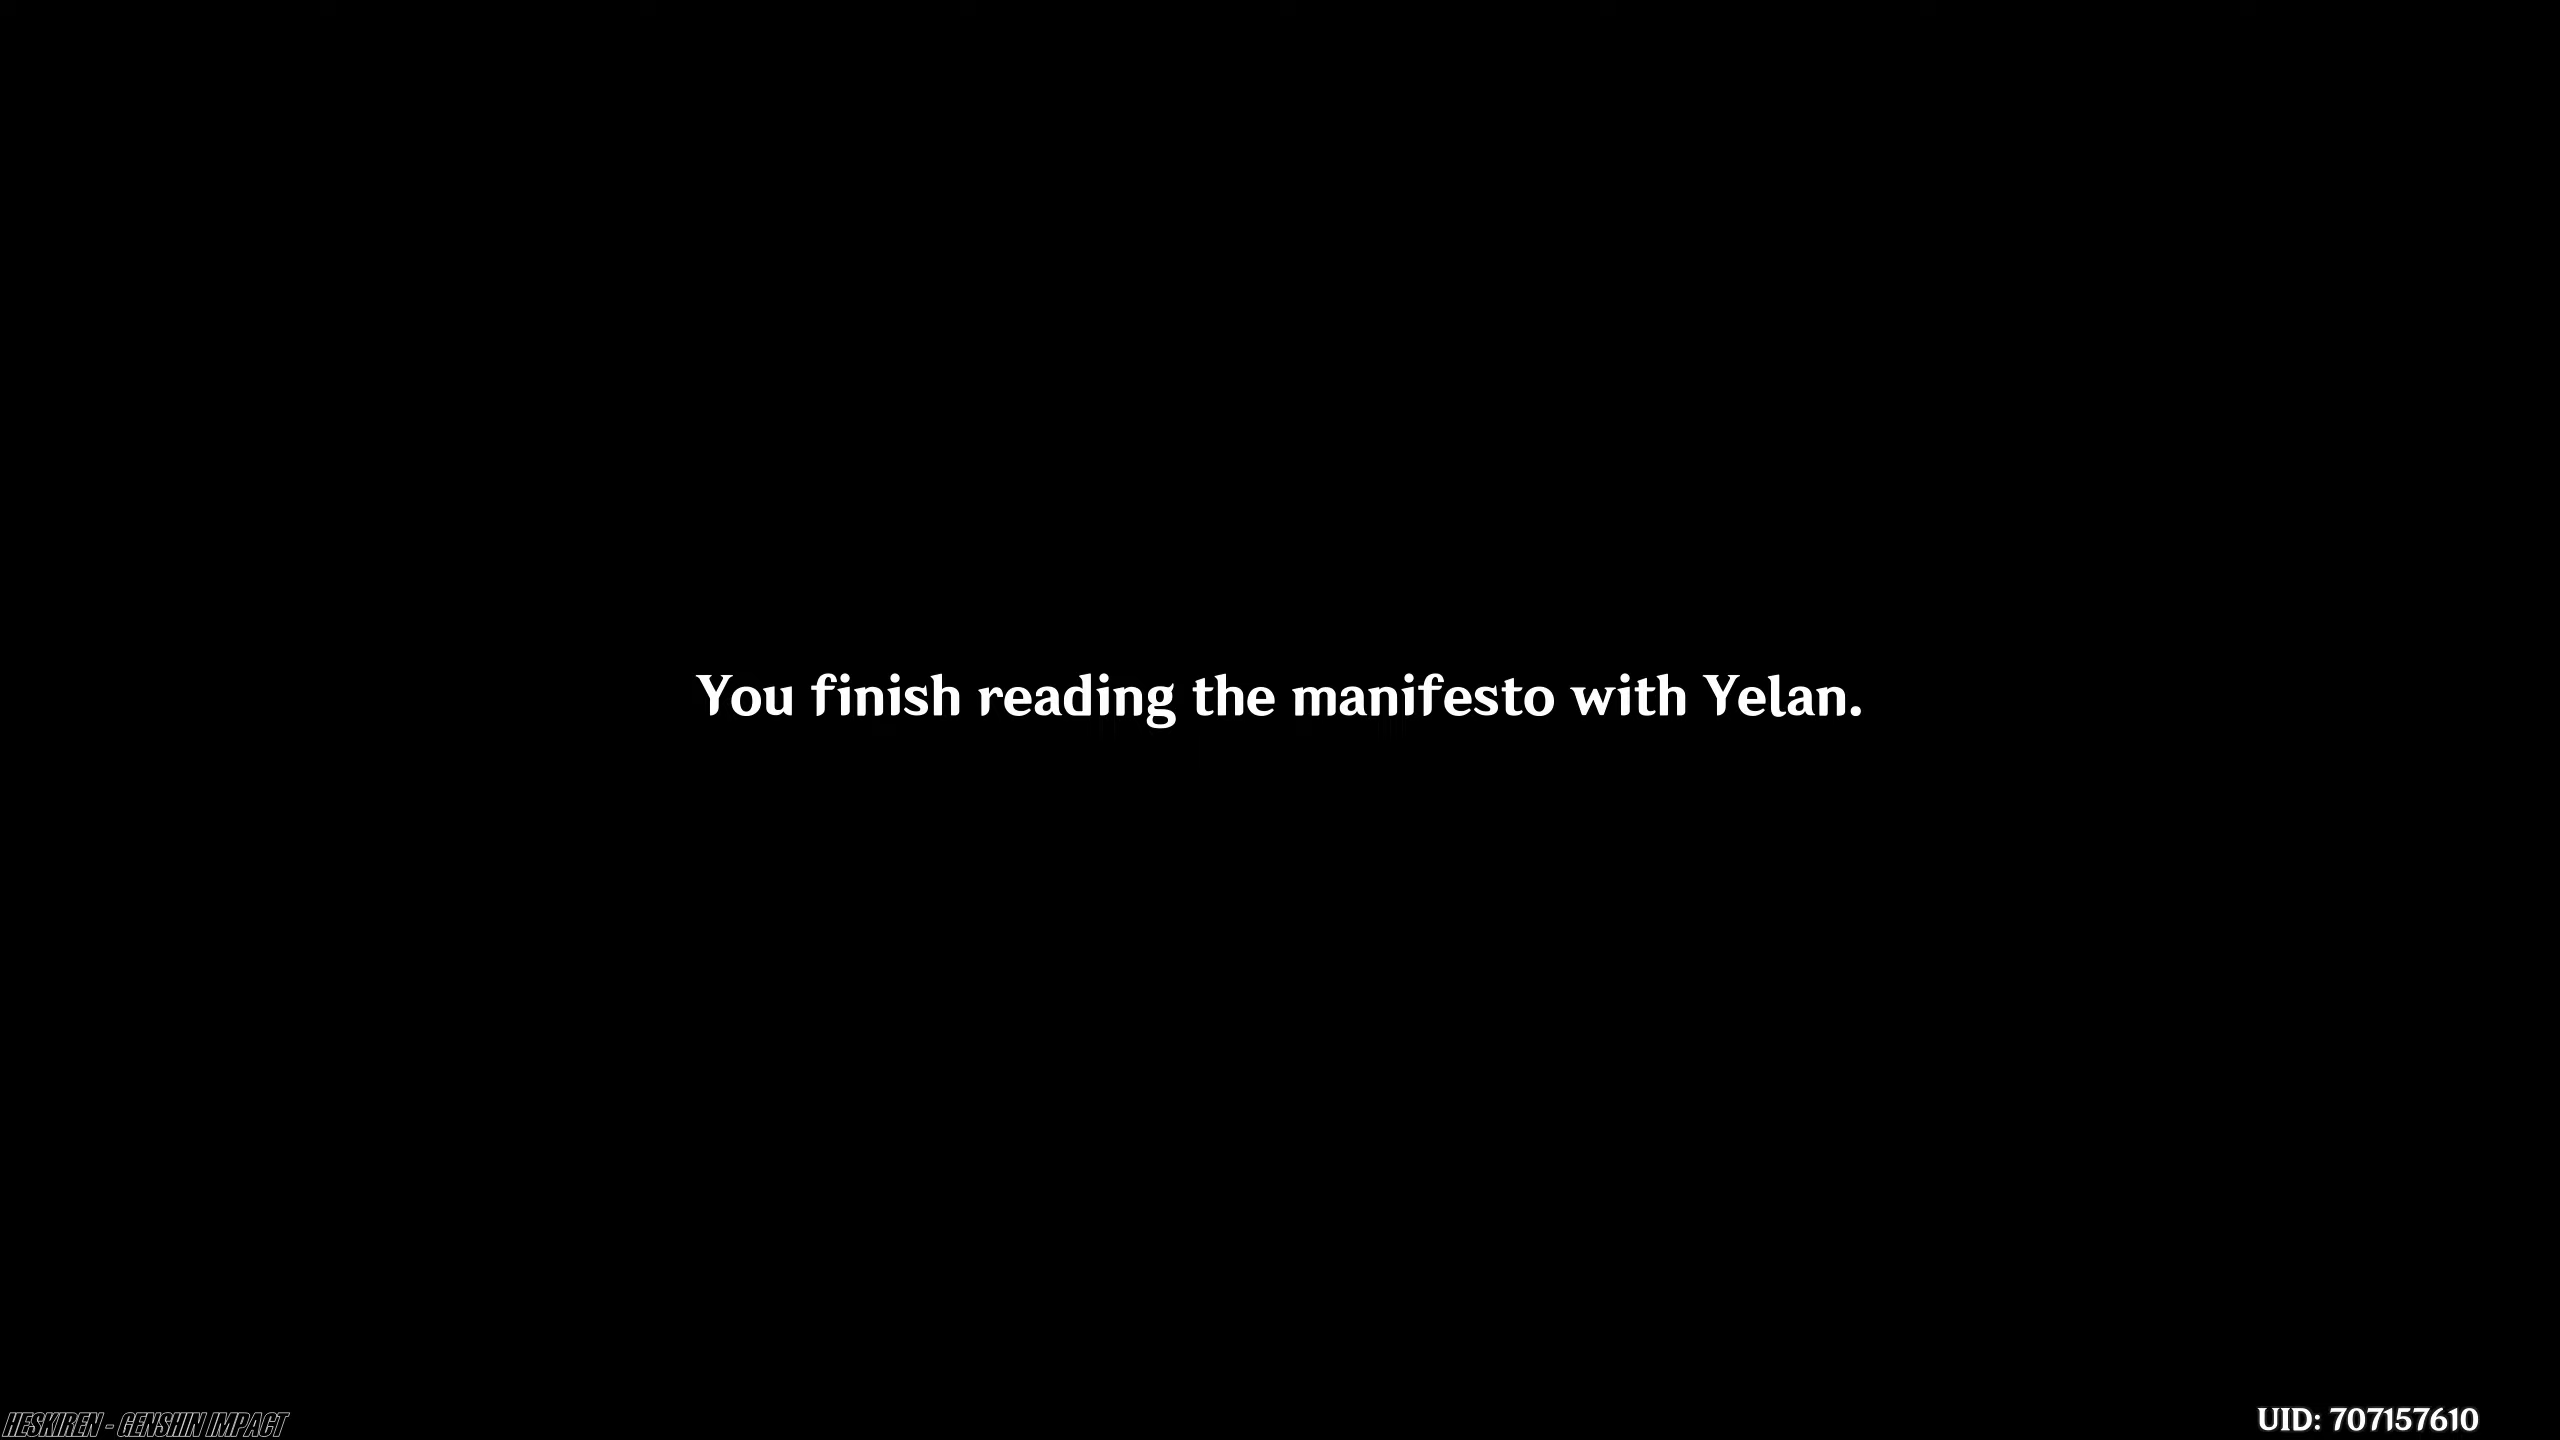 You finish reading the manifesto with Yelan.
HESKIREN - GENSHIN IMPACT
UID: 707157610